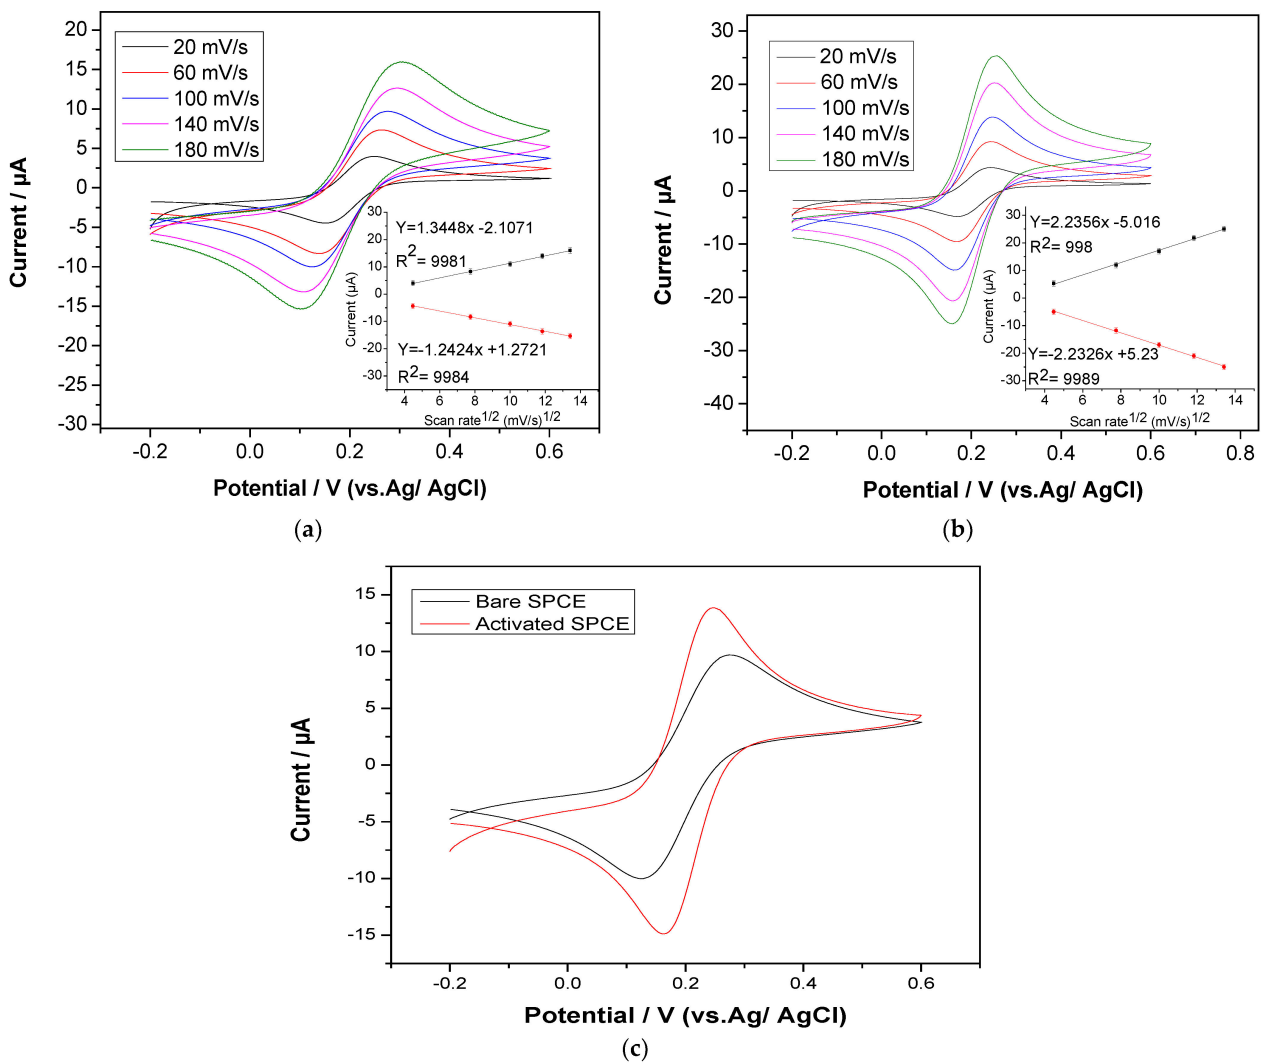 20 mV/s
60 mV/s
100 mV/s
140 mV/s
180 mV/s
20
15
10
5
0
-5
-10
-15
-20
-25
-30
Current / µA
-0.2
0.0
0.2
0.4
0.6
Potential / V (vs.Ag/ AgCl)
Y=1.3448x -2.1071
R2= 9981
Y=-1.2424x +1.2721
R2= 9984
30
20
10
0
-10
-20
-30
Current (µA)
4
6
8
10
12
14
Scan rate1/2 (mV/s)1/2
(a)
20 mV/s
60 mV/s
100 mV/s
140 mV/s
180 mV/s
30
20
10
0
-10
-20
-30
-40
Current / µA
-0.2
0.0
0.2
0.4
0.6
0.8
Potential / V (vs.Ag/ AgCl)
Y=2.2356x -5.016
R2= 998
Y=-2.2326x +5.23
R2= 9989
30
20
10
0
-10
-20
-30
Current (µA)
4
6
8
10
12
14
Scan rate1/2 (mV/s)1/2
(b)
Bare SPCE
Activated SPCE
15
10
5
0
-5
-10
-15
Current / µA
-0.2
0.0
0.2
0.4
0.6
Potential / V (vs.Ag/ AgCl)
(c)